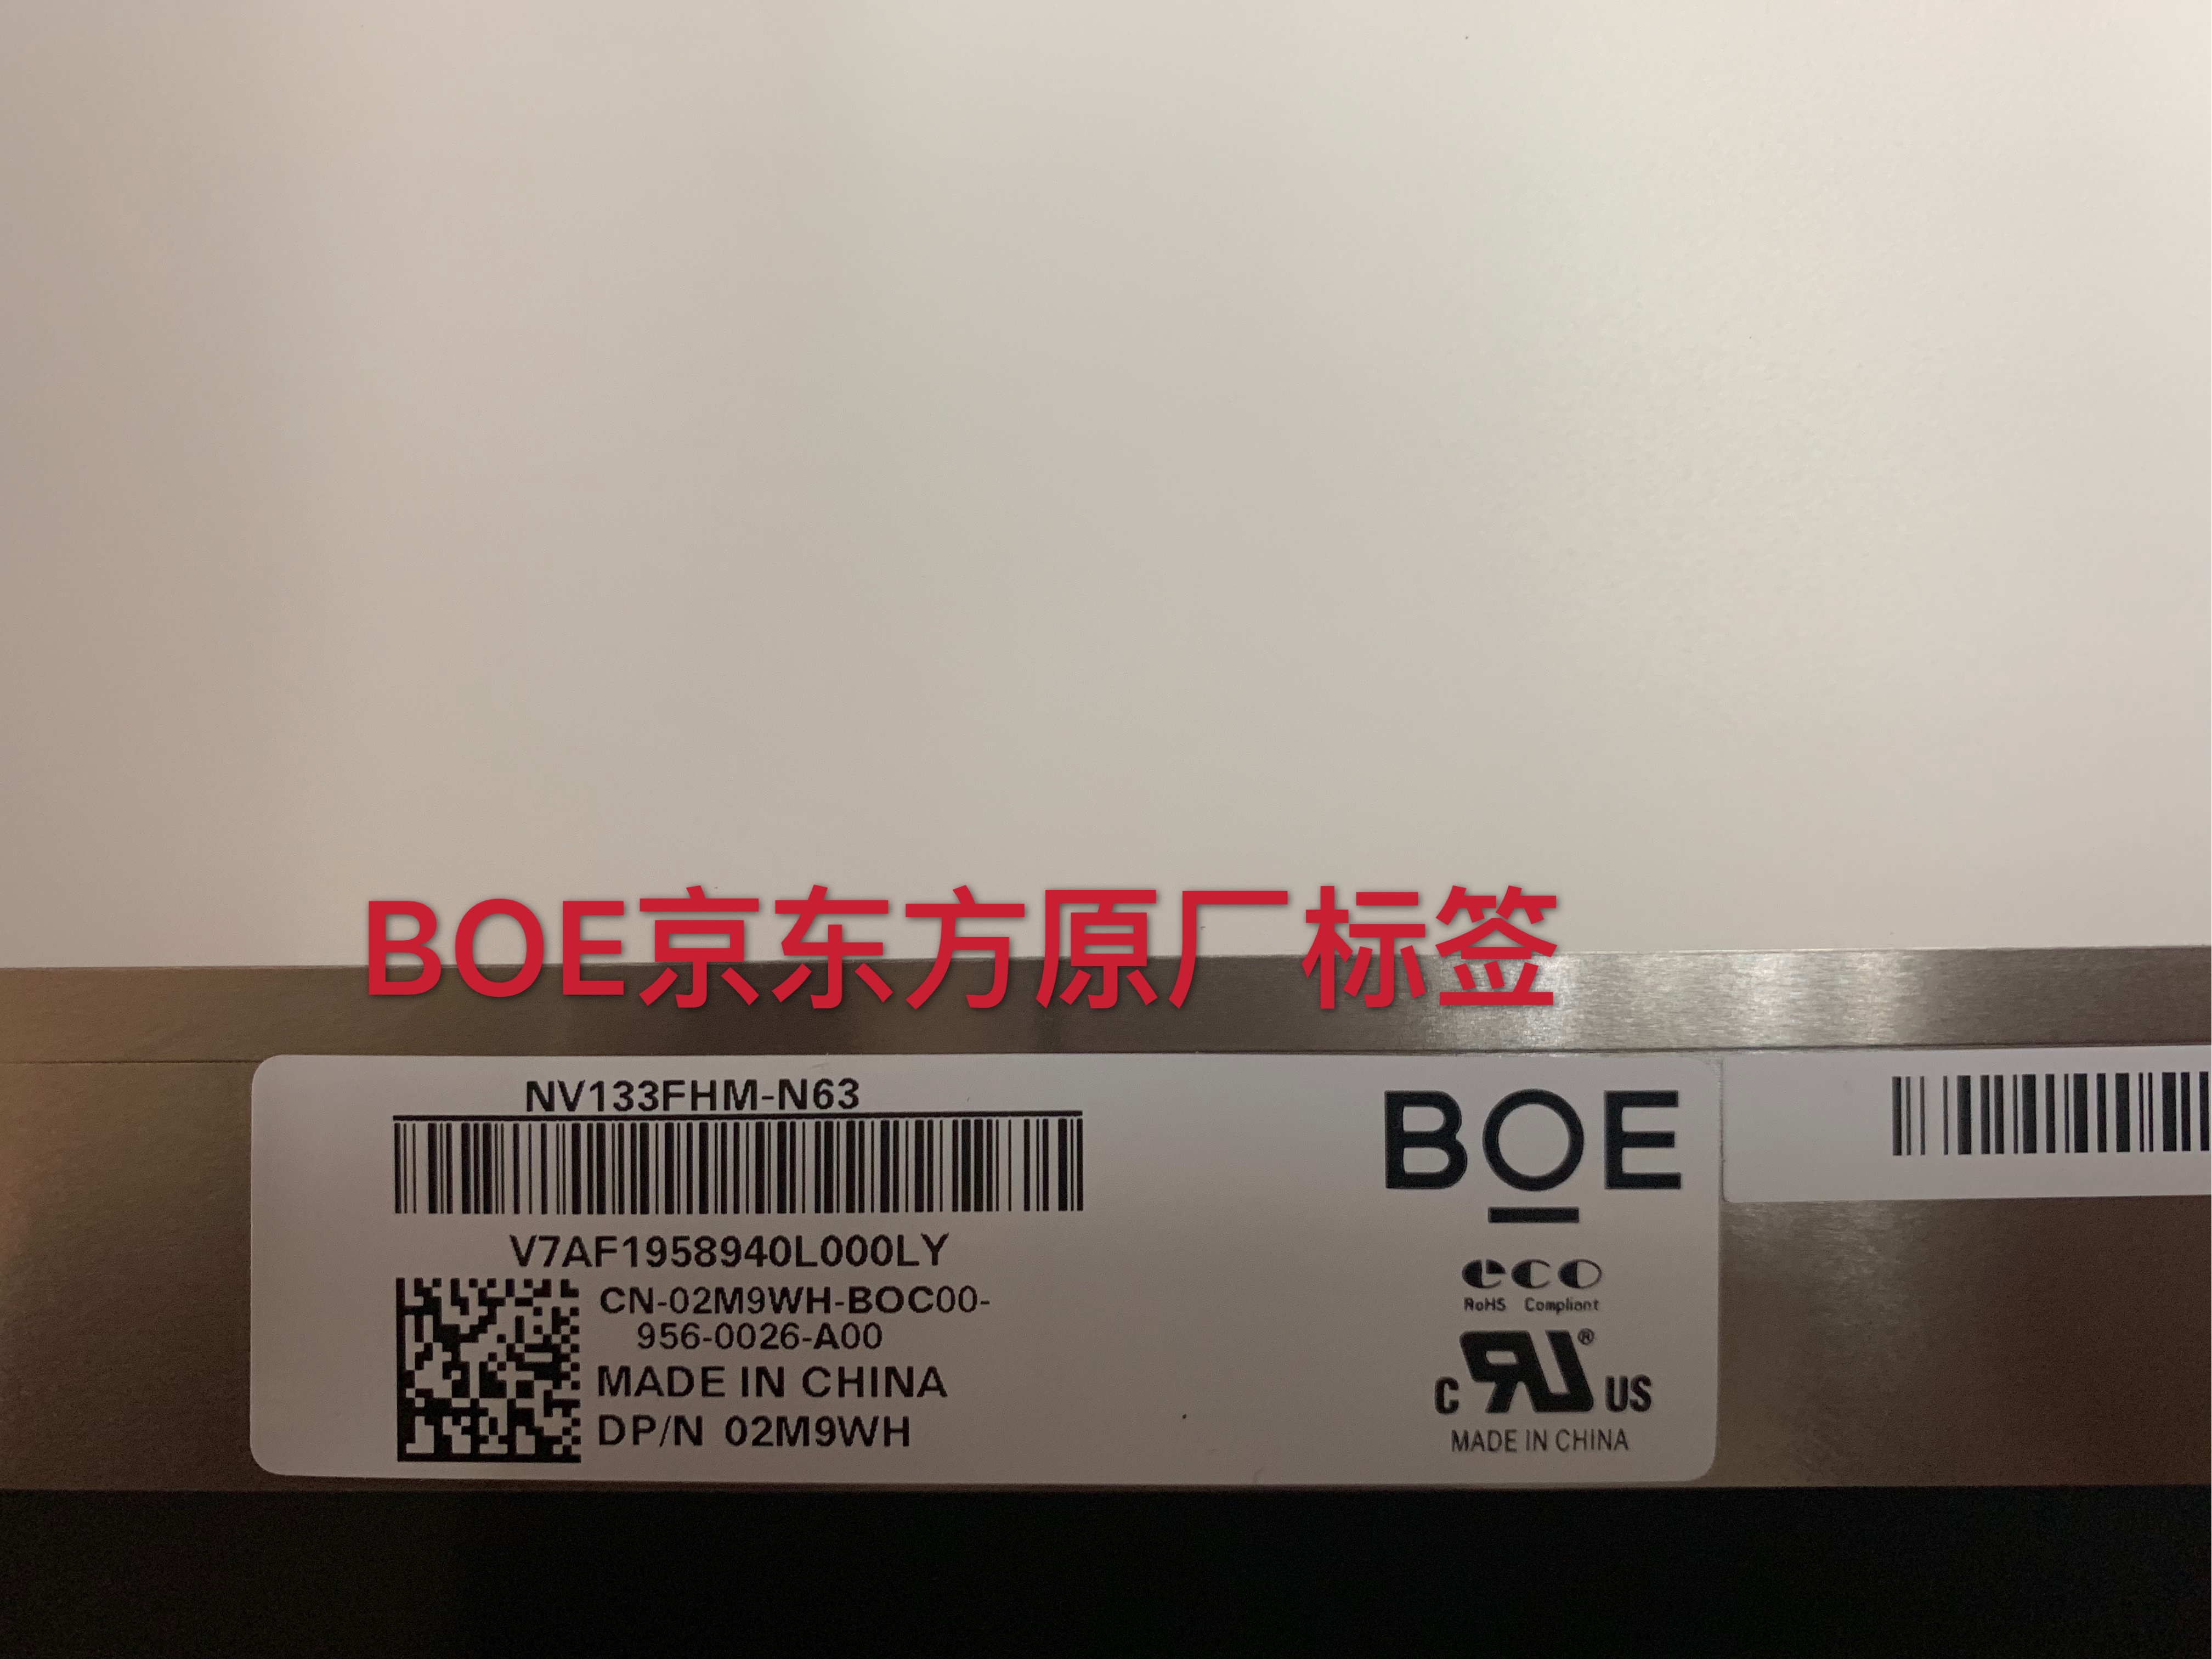 BOE京东方原厂标签
NV133FHM-N63
V7AF1958940L000LY
CN-02M9WH-BOC00-
956-0026-A00
MADE IN CHINA
DP/N 02M9WH
BOE
eco
RoHS Compliant
c RU ® US
MADE IN CHINA